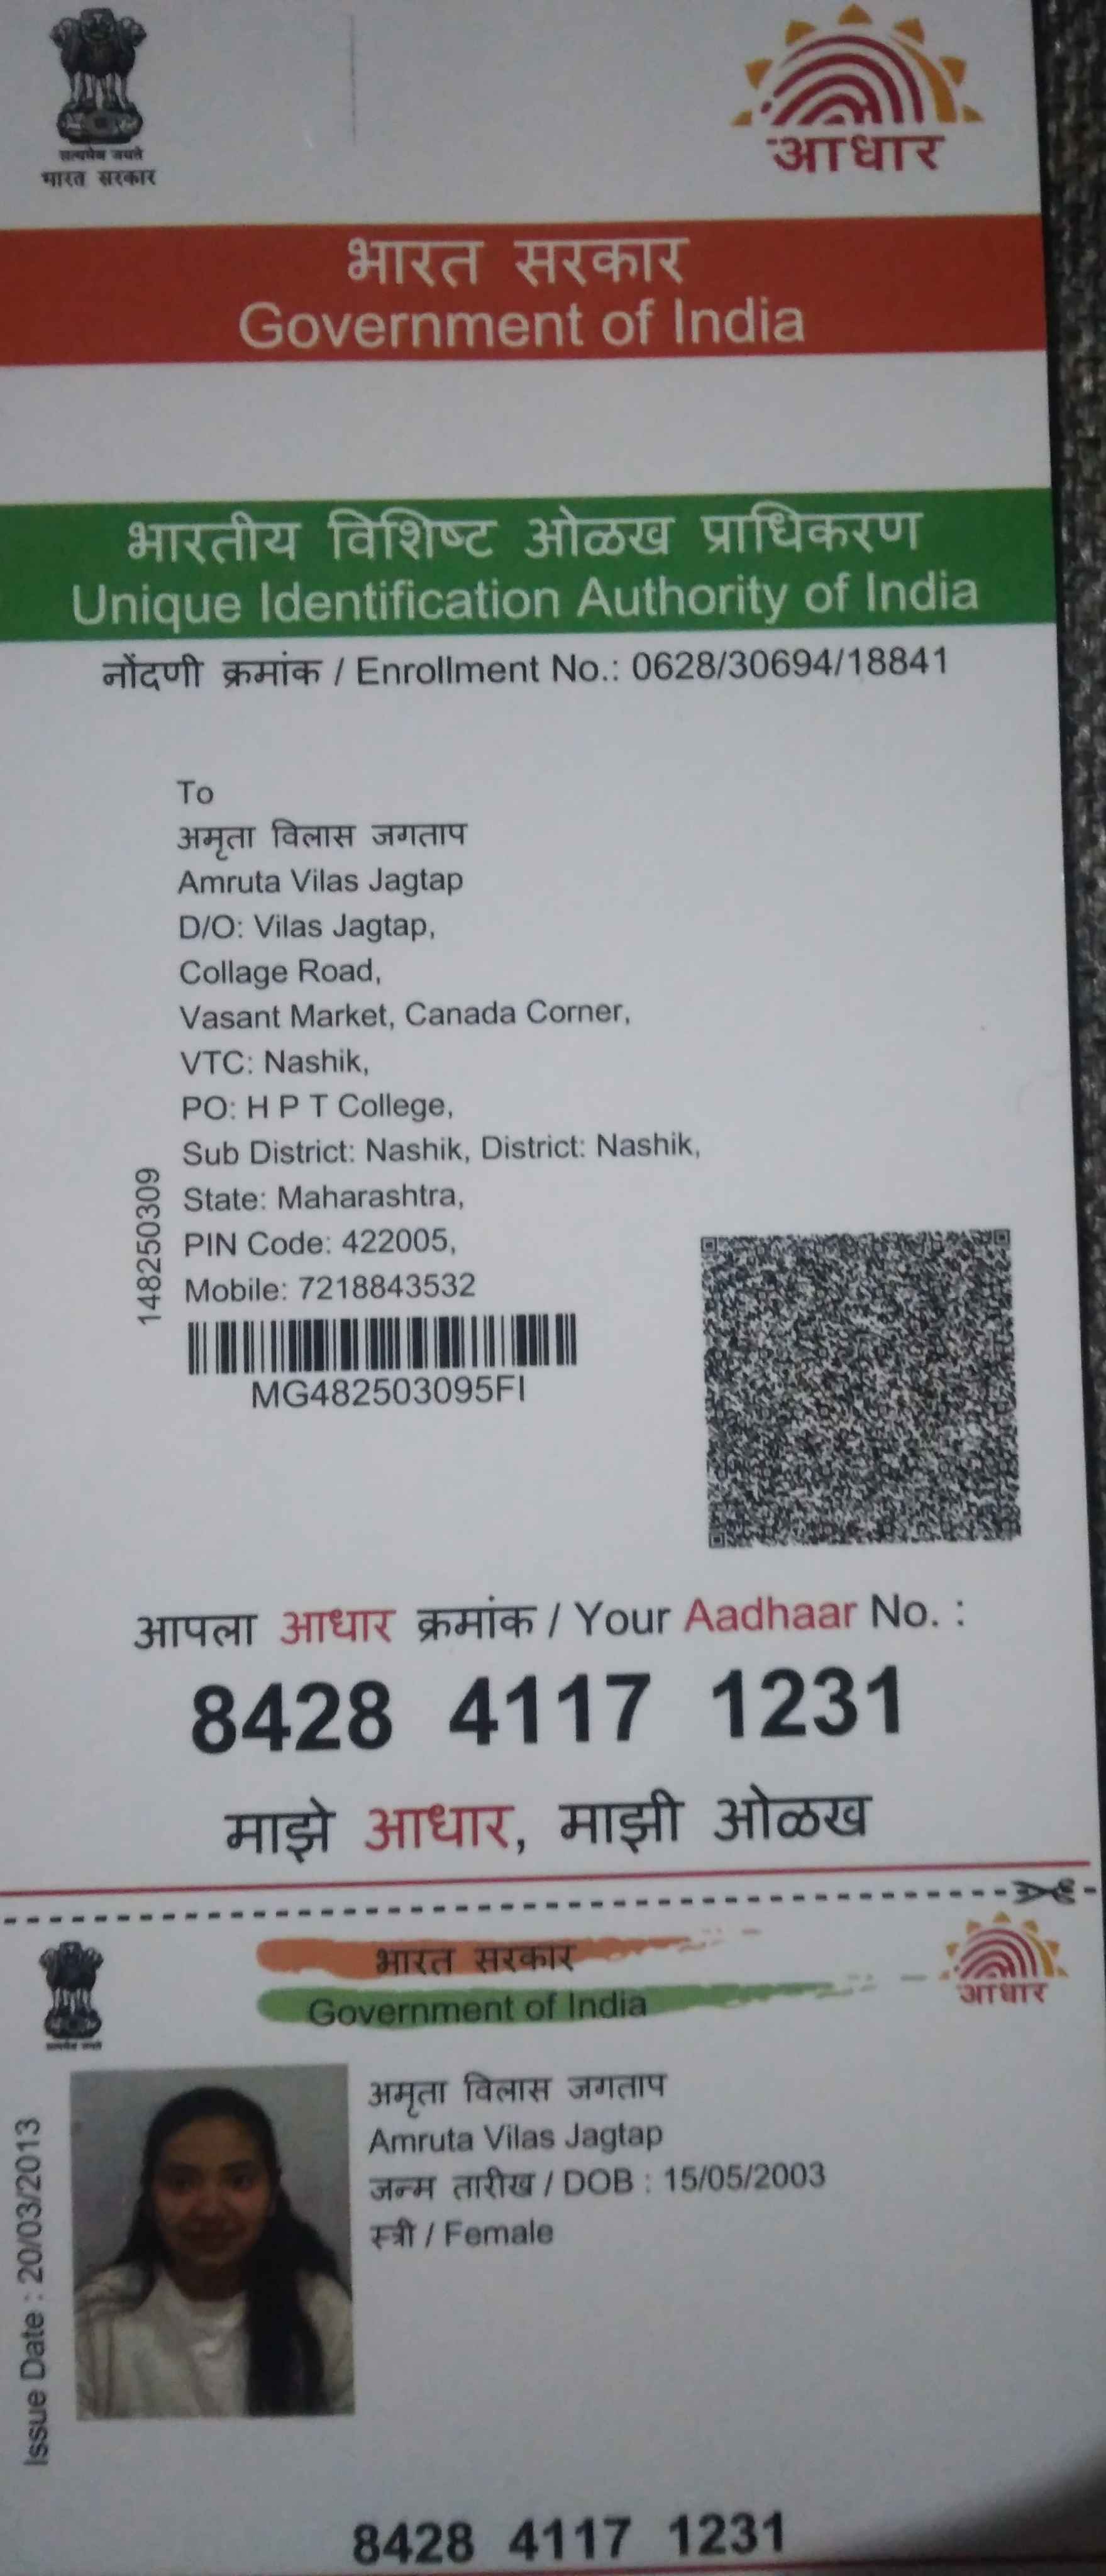 सत्यमेव जयते
भारत सरकार
आधार
भारत सरकार
Government of India
भारतीय विशिष्ट ओळख प्राधिकरण
Unique Identification Authority of India
नोंदणी क्रमांक / Enrollment No.: 0628/30694/18841
To
अमृता विलास जगताप
Amruta Vilas Jagtap
D/O: Vilas Jagtap,
Collage Road,
Vasant Market, Canada Corner,
VTC: Nashik,
PO: H P T College,
Sub District: Nashik, District: Nashik,
State: Maharashtra,
PIN Code: 422005,
Mobile: 7218843532
148250309
MG482503095FI
आपला आधार क्रमांक / Your Aadhaar No. :
8428 4117 1231
माझे आधार, माझी ओळख
भारत सरकार
Government of India
आधार
सत्यमेव जयते
अमृता विलास जगताप
Amruta Vilas Jagtap
जन्म तारीख / DOB : 15/05/2003
स्त्री / Female
Issue Date : 20/03/2013
8428 4117 1231